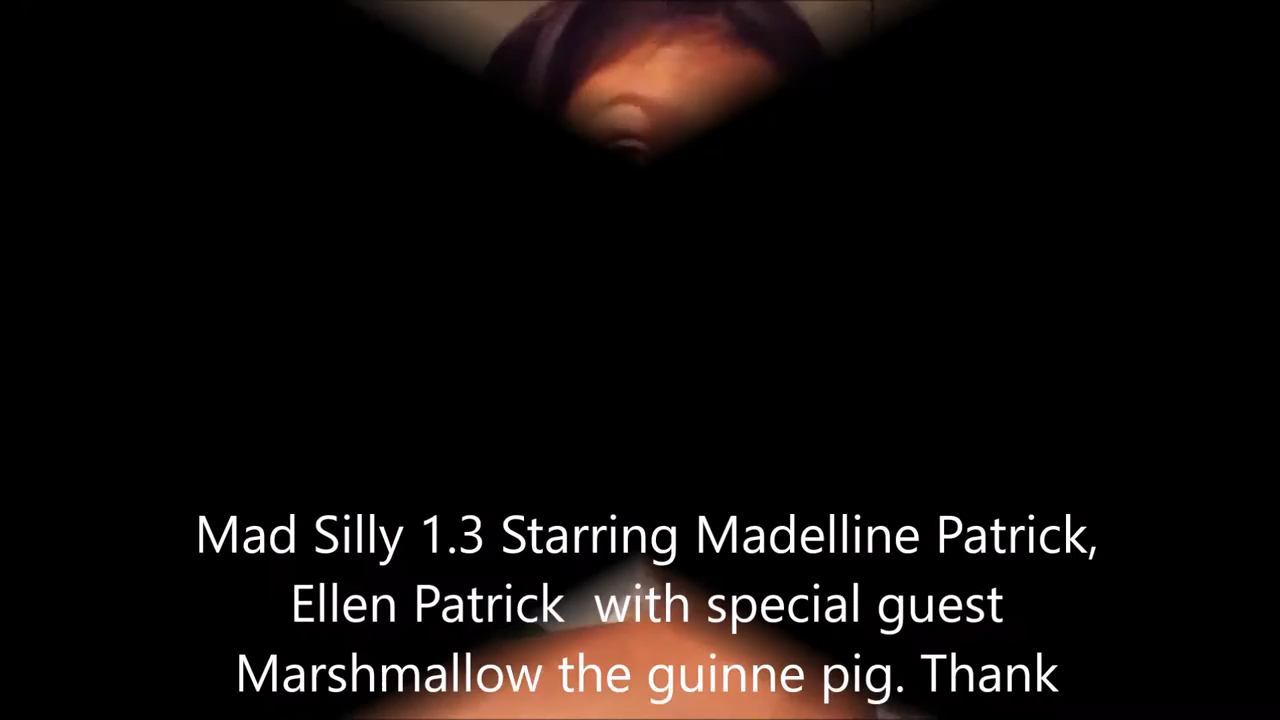 Mad Silly 1.3 Starring Madelline Patrick,
Ellen Patrick  with special guest
Marshmallow the guinne pig. Thank